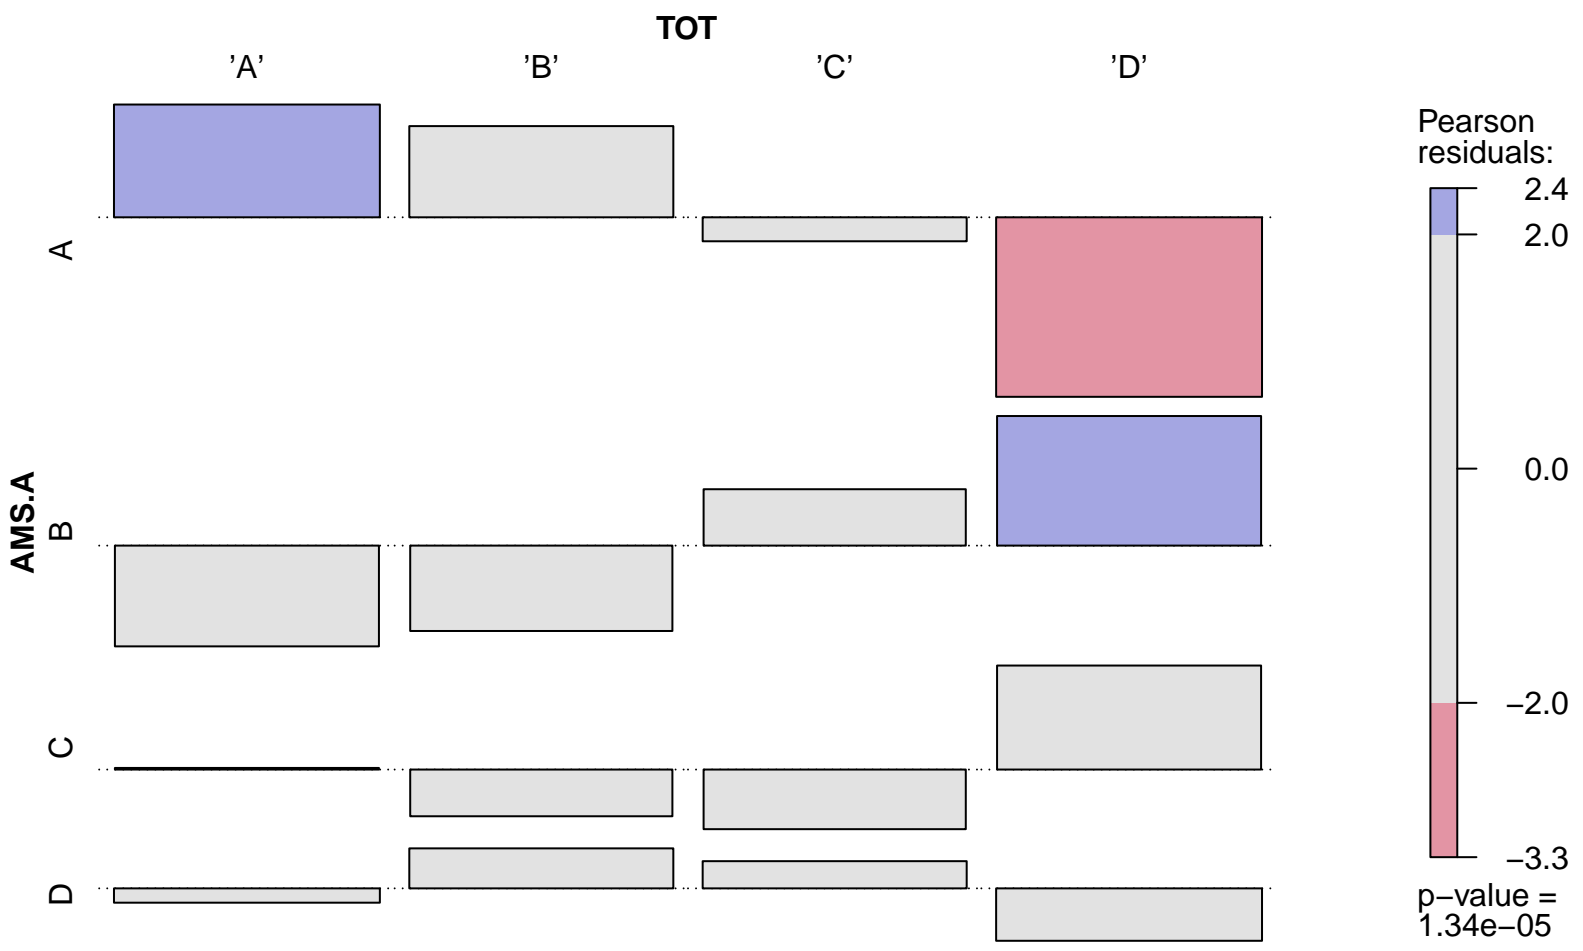 TOT
’A’ ’B’ ’C’ ’D’
AMS.A
A
B
C
D
Pearson
residuals:
2.4
2.0
0.0
−2.0
−3.3
p−value =
1.34e−05